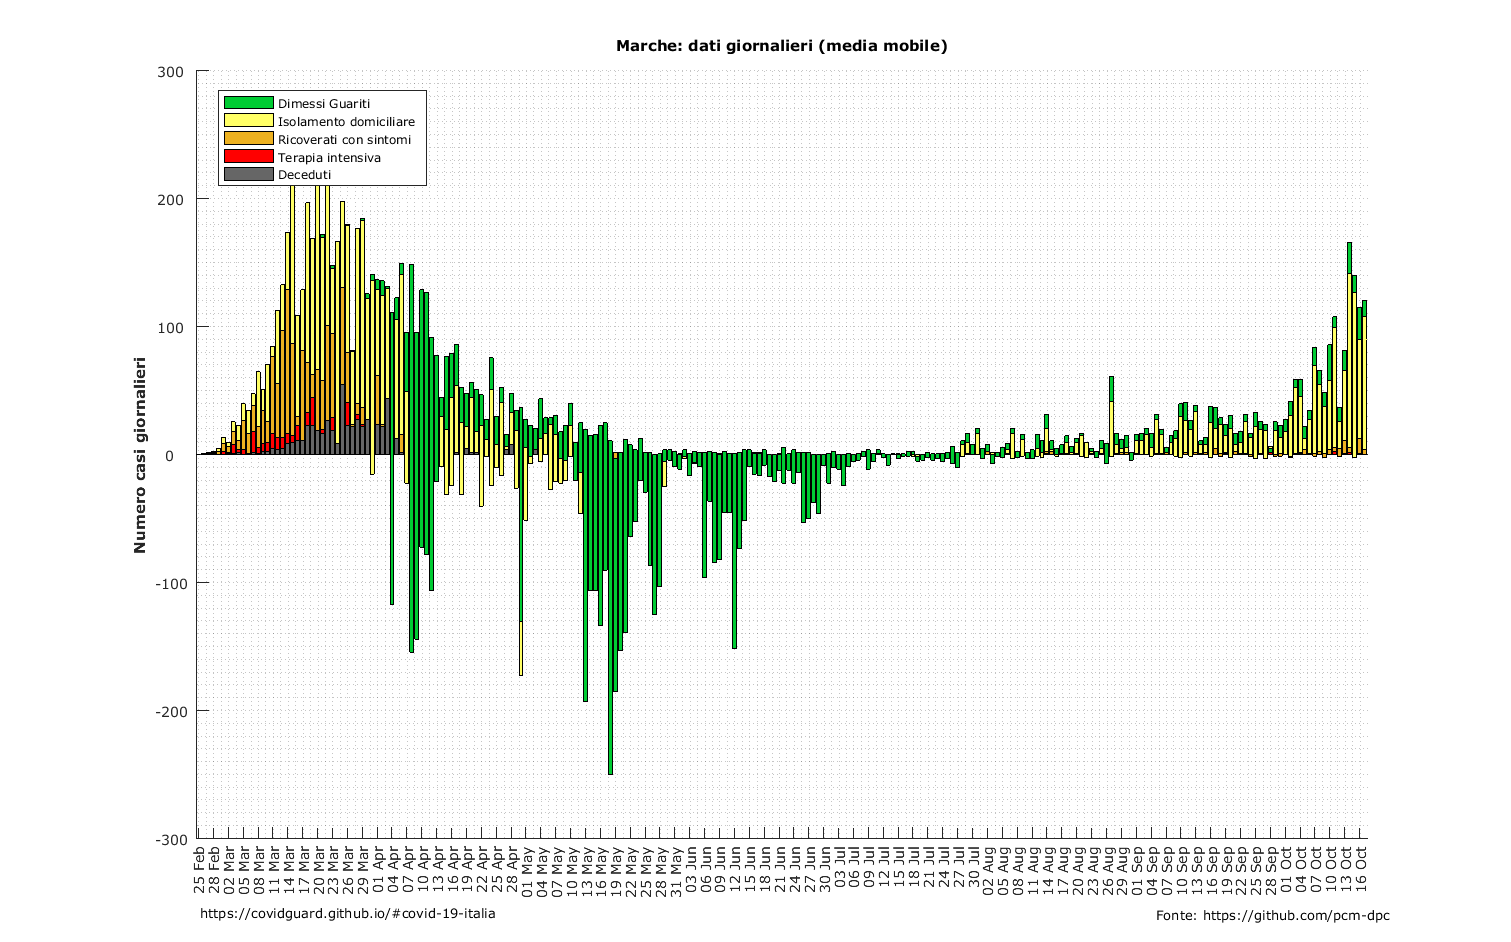 Marche: dati giornalieri (media mobile)
300
200
100
0
-100
-200
-300
Numero casi giornalieri
Dimessi Guariti
Isolamento domiciliare
Ricoverati con sintomi
Terapia intensiva
Deceduti
25 Feb
28 Feb
02 Mar
05 Mar
08 Mar
11 Mar
14 Mar
17 Mar
20 Mar
23 Mar
26 Mar
29 Mar
01 Apr
04 Apr
07 Apr
10 Apr
13 Apr
16 Apr
19 Apr
22 Apr
25 Apr
28 Apr
01 May
04 May
07 May
10 May
13 May
16 May
19 May
22 May
25 May
28 May
31 May
03 Jun
06 Jun
09 Jun
12 Jun
15 Jun
18 Jun
21 Jun
24 Jun
27 Jun
30 Jun
03 Jul
06 Jul
09 Jul
12 Jul
15 Jul
18 Jul
21 Jul
24 Jul
27 Jul
30 Jul
02 Aug
05 Aug
08 Aug
11 Aug
14 Aug
17 Aug
20 Aug
23 Aug
26 Aug
29 Aug
01 Sep
04 Sep
07 Sep
10 Sep
13 Sep
16 Sep
19 Sep
22 Sep
25 Sep
28 Sep
01 Oct
04 Oct
07 Oct
10 Oct
13 Oct
16 Oct
https://covidguard.github.io/#covid-19-italia
Fonte: https://github.com/pcm-dpc